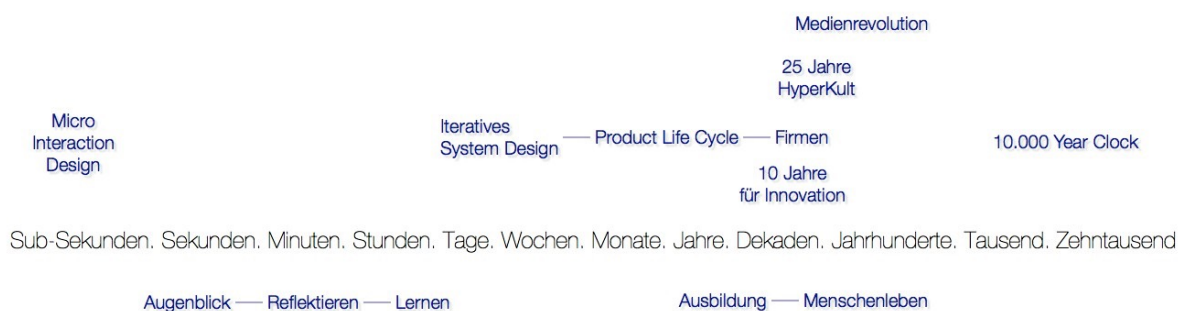 Medienrevolution
25 Jahre
HyperKult
Micro
Interaction
Design
Iteratives
System Design — Product Life Cycle — Firmen
10.000 Year Clock
10 Jahre
für Innovation
Sub-Sekunden. Sekunden. Minuten. Stunden. Tage. Wochen. Monate. Jahre. Dekaden. Jahrhunderte. Tausend. Zehntausend
Augenblick — Reflektieren — Lernen
Ausbildung — Menschenleben